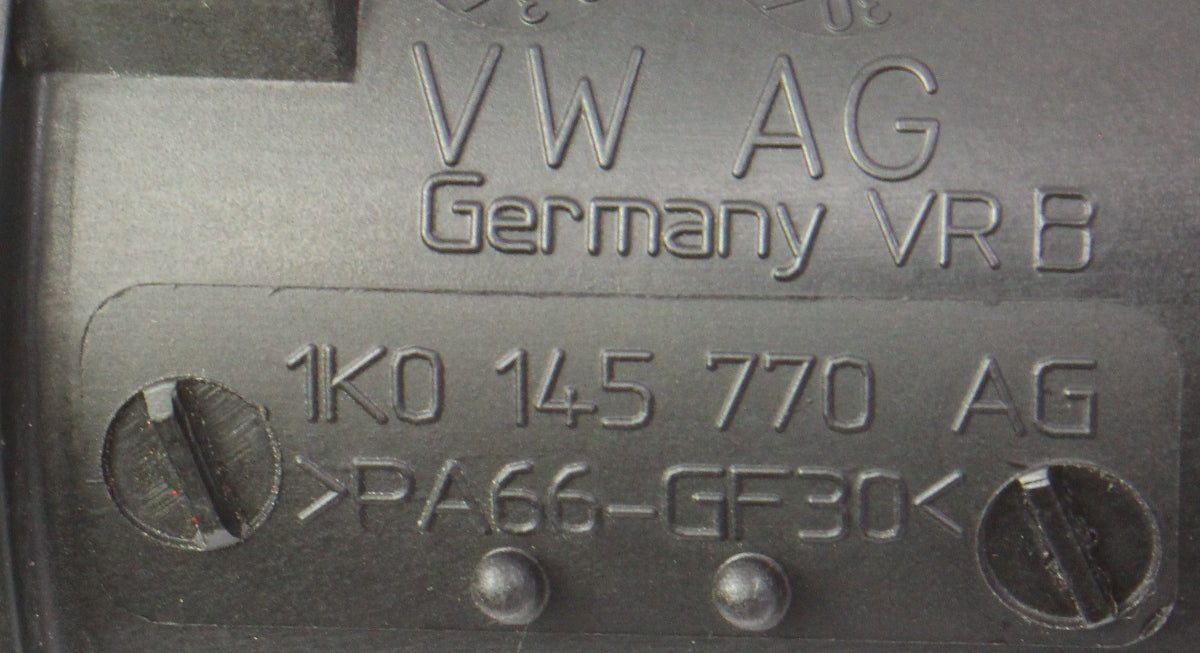 VW AG
Germany VR B
1K0 145 770 AG
>PA66-GF30<